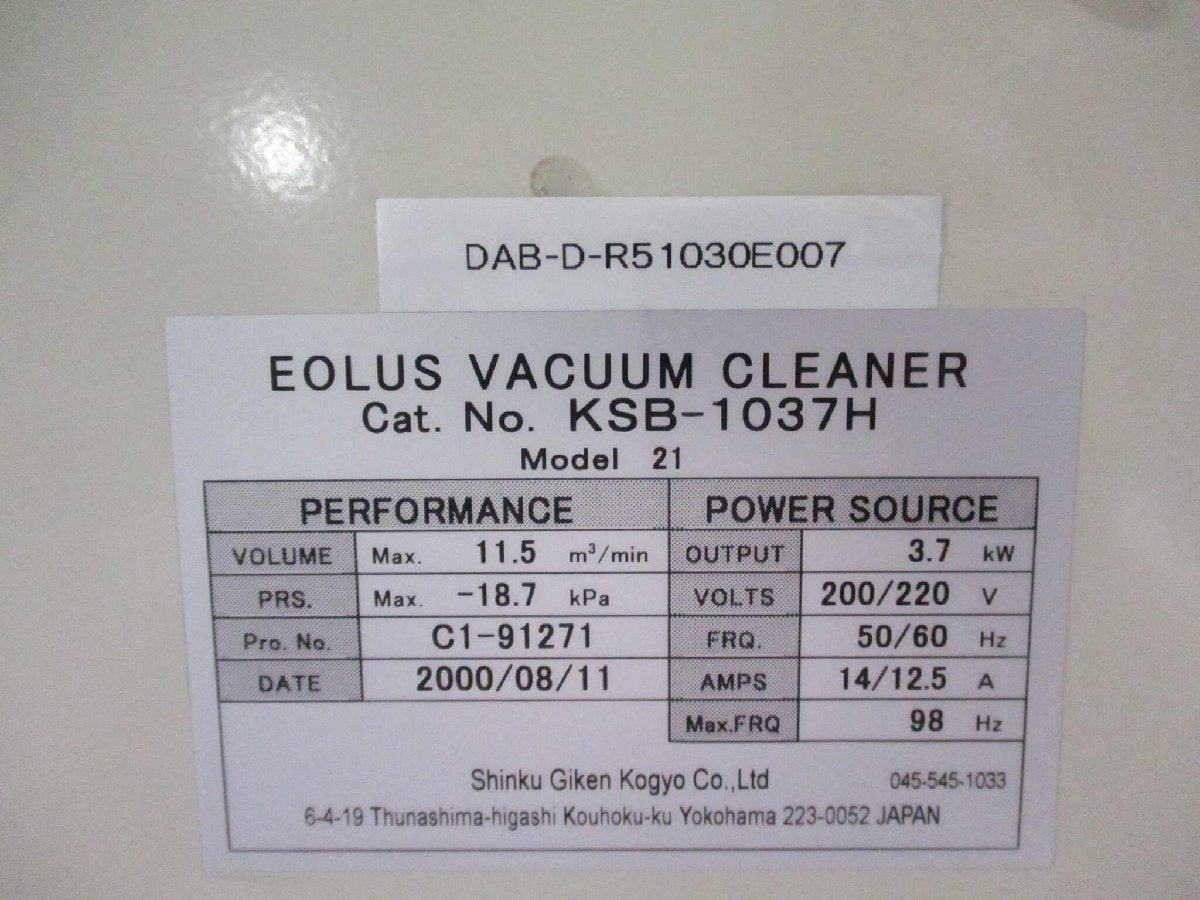 DAB-D-R51030E007
EOLUS VACUUM CLEANER
Cat. No. KSB-1037H
Model 21
PERFORMANCE POWER SOURCE
VOLUME Max. 11.5 m³/min OUTPUT 3.7 kW
PRS. Max. -18.7 kPa VOLTS 200/220 V
Pro. No. C1-91271 FRQ. 50/60 Hz
DATE 2000/08/11 AMPS 14/12.5 A
Max.FRQ 98 Hz
Shinku Giken Kogyo Co.,Ltd 045-545-1033
6-4-19 Thunashima-higashi Kouhoku-ku Yokohama 223-0052 JAPAN